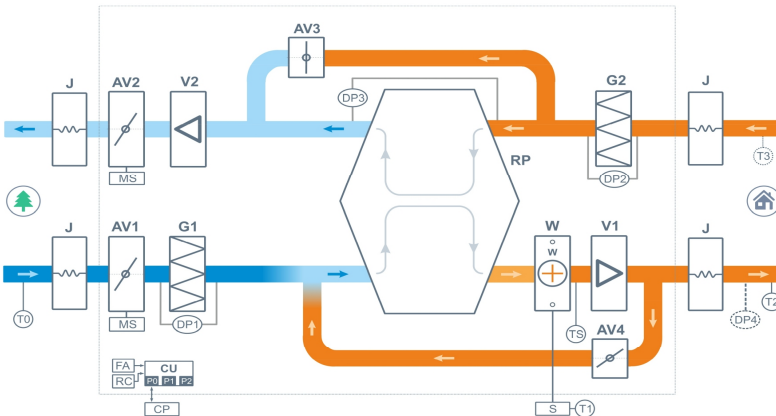 AV3
J
AV2
V2
G2
J
DP3
RP
T3
MS
DP2
J
AV1
G1
W
V1
J
W
T0
MS
DP1
TS
DP4
T2
AV4
FA
CU
RC
P0 P1 P2
CP
S
T1